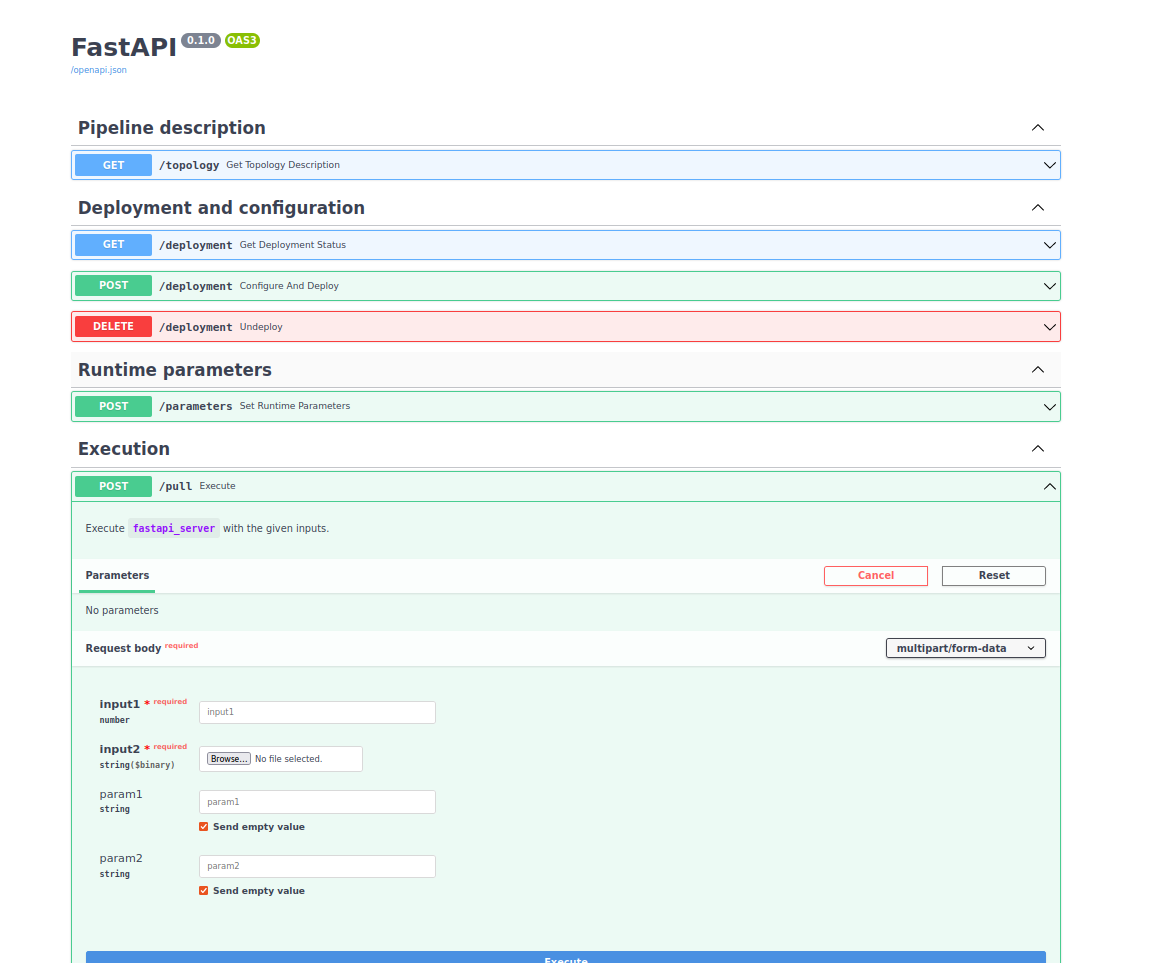 FastAPI 0.1.0 OAS3
/openapi.json
Pipeline description
GET /topology Get Topology Description
Deployment and configuration
GET /deployment Get Deployment Status
POST /deployment Configure And Deploy
DELETE /deployment Undeploy
Runtime parameters
POST /parameters Set Runtime Parameters
Execution
POST /pull Execute
Execute fastapi_server with the given inputs.
Parameters Cancel Reset
No parameters
Request body required multipart/form-data
input1 * required
number
input1
input2 * required
string($binary)
Browse... No file selected.
param1
string
param1
Send empty value
param2
string
param2
Send empty value
Execute